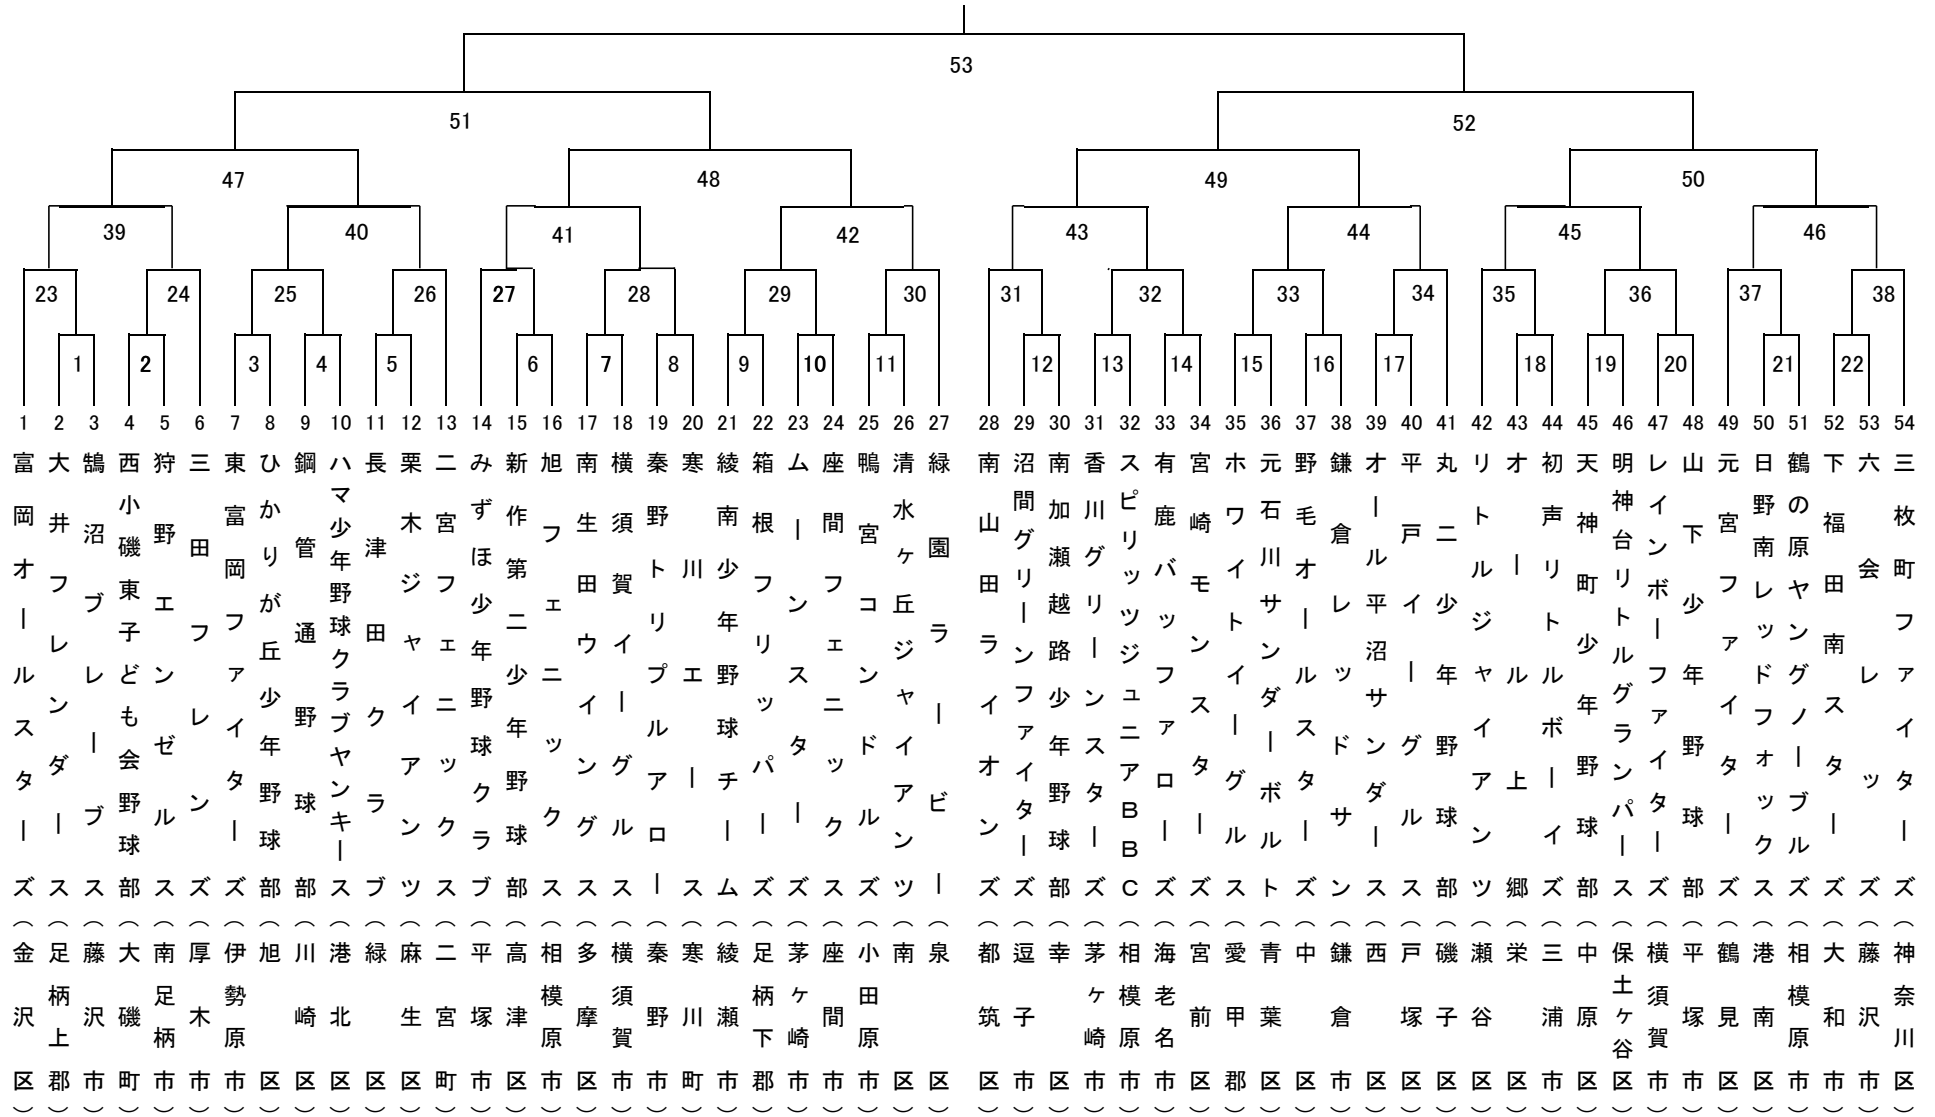 53
51
52
47
48
49
50
39
40
41
42
43
44
45
46
23
24
25
26
27
28
29
30
31
32
33
34
35
36
37
38
1
2
3
4
5
6
7
8
9
10
11
12
13
14
15
16
17
18
19
20
21
22
1 富岡オールスターズ（金沢区）
2 大井フレンダース（足柄上郡）
3 鵠沼ブレーブス（藤沢市）
4 西小磯東子ども会野球部（大磯町）
5 狩野エンゼルス（南足柄市）
6 三田フレンズ（厚木市）
7 東富岡ファイターズ（伊勢原市）
8 ひかりが丘少年野球部（旭区）
9 鋼管通野球部（川崎区）
10 ハマ少年野球クラブヤンキース（港北区）
11 長津田クラブ（緑区）
12 栗木ジャイアンツ（麻生区）
13 二宮フェニックス（二宮町）
14 みずほ少年野球クラブ（平塚市）
15 新作第二少年野球部（高津区）
16 旭フェニックス（相模原市）
17 南生田ウイングス（多摩区）
18 横須賀イーグルス（横須賀市）
19 秦野トリプルアロー（秦野市）
20 寒川エース（寒川町）
21 綾南少年野球チーム（綾瀬市）
22 箱根フリッパーズ（足柄下郡）
23 ムーンスターズ（茅ヶ崎市）
24 座間フェニックス（座間市）
25 鴨宮コンドルズ（小田原市）
26 清水ヶ丘ジャイアンツ（南区）
27 緑園ラービー（泉区）
28 南山田ライオンズ（都筑区）
29 沼間グリーンファイターズ（逗子市）
30 南加瀬越路少年野球部（幸区）
31 香川グリーンスターズ（茅ヶ崎市）
32 スピリッツジュニアＢＢＣ（相模原市）
33 有鹿バッファローズ（海老名市）
34 宮崎モンスターズ（宮前区）
35 ホワイトイーグルス（愛甲郡）
36 元石川サンダーボルト（青葉区）
37 野毛オールスターズ（中区）
38 鎌倉レッドサン（鎌倉市）
39 オール平沼サンダース（西区）
40 平戸イーグルス（戸塚区）
41 丸二少年野球部（磯子区）
42 リトルジャイアンツ（瀬谷区）
43 オール上郷（栄区）
44 初声リトルボーイズ（三浦市）
45 天神町少年野球部（中原区）
46 明神台リトルグランパース（保土ヶ谷区）
47 レインボーファイターズ（横須賀市）
48 山下少年野球部（平塚市）
49 元宮ファイターズ（鶴見区）
50 日野南レッドフォックス（港南区）
51 鶴の原ヤングノーブルズ（相模原市）
52 下福田南スターズ（大和市）
53 六会レッズ（藤沢市）
54 三枚町ファイターズ（神奈川区）